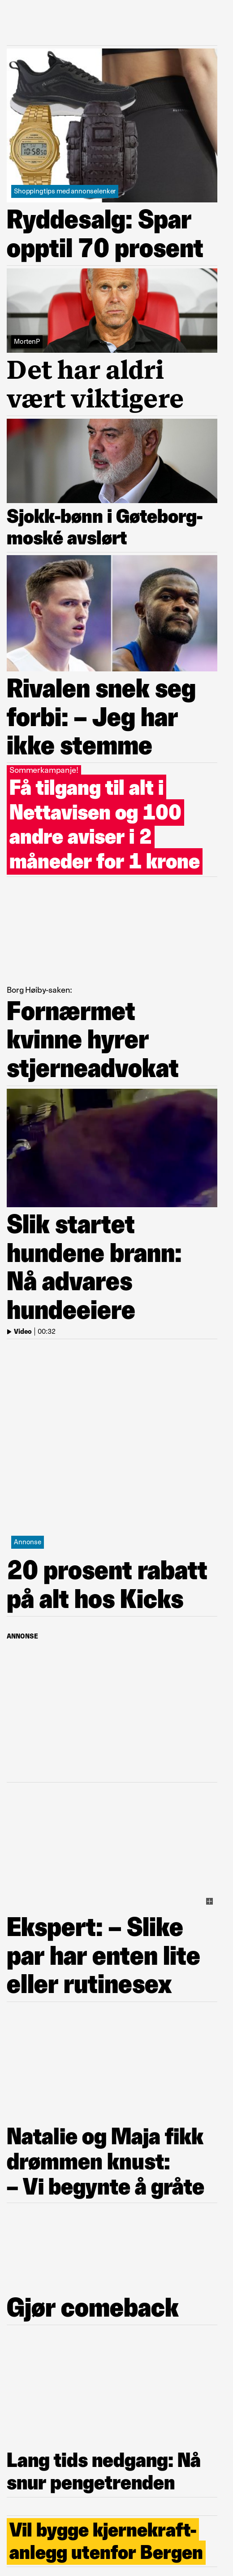 10:58 50
Shoppingtips med annonselenker
Ryddesalg: Spar
opptil 70 prosent
MortenP
Det har aldri
vært viktigere
Sjokk-bønn i Gøteborg-
moské avslørt
Rivalen snek seg
forbi: – Jeg har
ikke stemme
Sommerkampanje!
Få tilgang til alt i
Nettavisen og 100
andre aviser i 2
måneder for 1 krone
Borg Høiby-saken:
Fornærmet
kvinne hyrer
stjerneadvokat
Slik startet
hundene brann:
Nå advares
hundeeiere
Video | 00:32
Annonse
20 prosent rabatt
på alt hos Kicks
ANNONSE
Ekspert: – Slike
par har enten lite
eller rutinesex
Natalie og Maja fikk
drømmen knust:
– Vi begynte å gråte
Gjør comeback
Lang tids nedgang: Nå
snur pengetrenden
Vil bygge kjernekraft-
anlegg utenfor Bergen